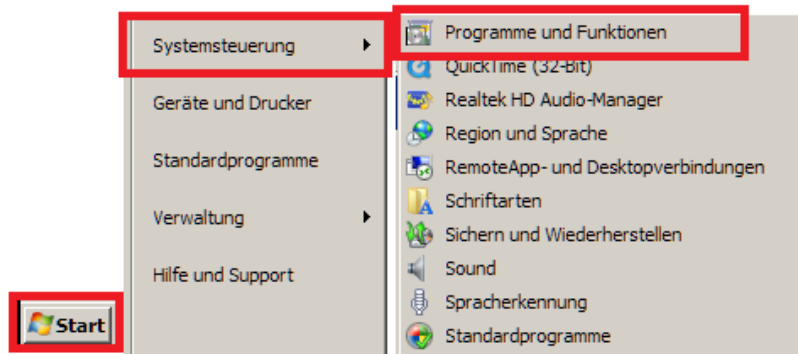 Systemsteuerung
Geräte und Drucker
Standardprogramme
Verwaltung
Hilfe und Support
Start
Programme und Funktionen
QuickTime (32-Bit)
Realtek HD Audio-Manager
Region und Sprache
RemoteApp- und Desktopverbindungen
Schriftarten
Sichern und Wiederherstellen
Sound
Spracherkennung
Standardprogramme